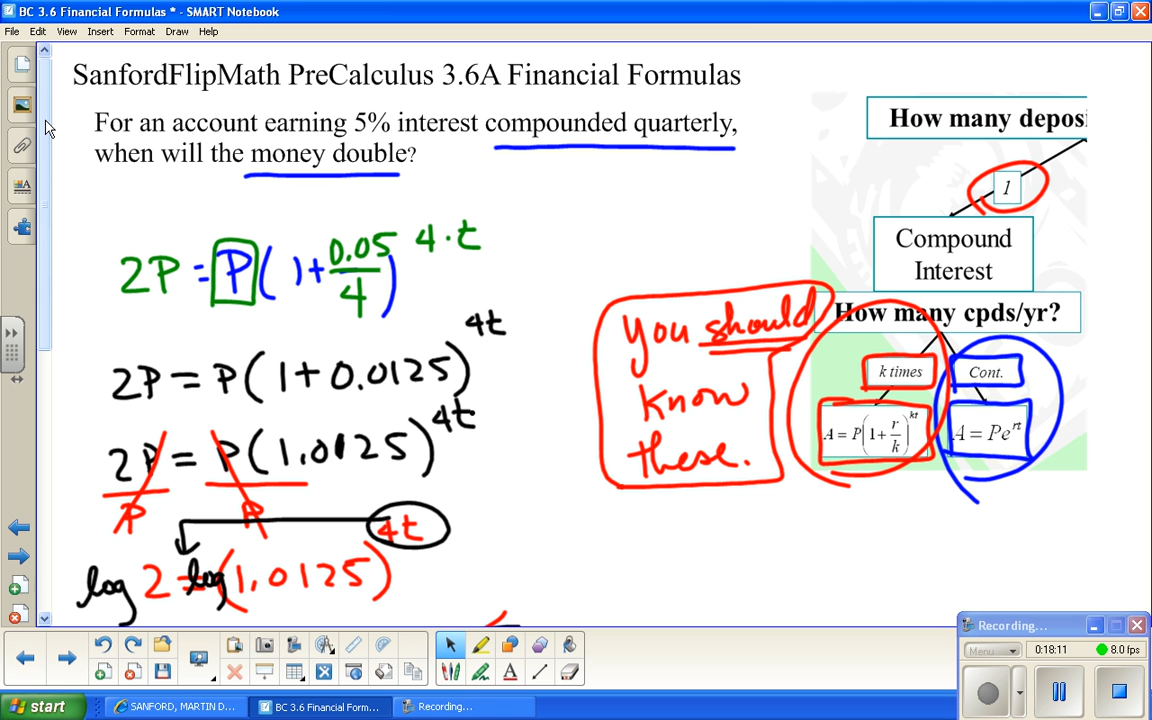 BC 3.6 Financial Formulas * - SMART Notebook
File Edit View Insert Format Draw Help
SanfordFlipMath PreCalculus 3.6A Financial Formulas
For an account earning 5% interest compounded quarterly,
when will the money double?
How many deposi
1
Compound
Interest
How many cpds/yr?
k times
Cont.
A = P(1+r/k)^kt
A = Pe^rt
You should
know
these.
2P = P(1+0.05/4)^4·t
2P = P(1+0.0125)^4t
2P = P(1.0125)^4t
P P
4t
log 2 = log(1.0125)
Recording...
Menu...
0:18:11
8.0 fps
start
SANFORD, MARTIN D...
BC 3.6 Financial Form...
Recording...